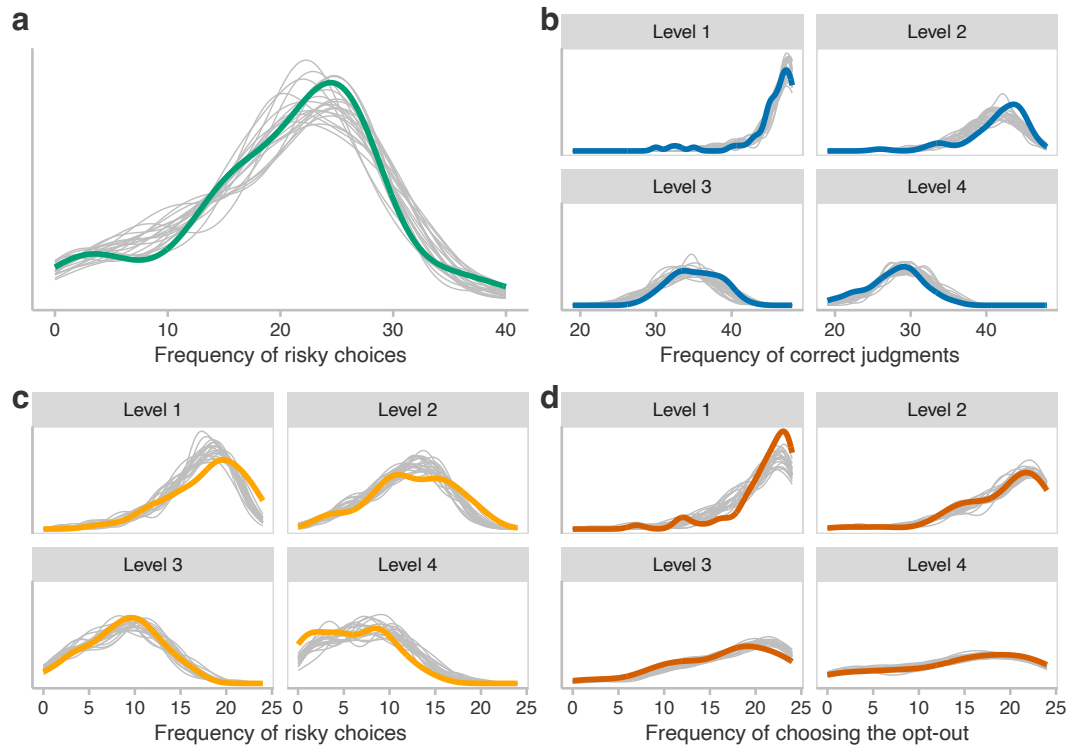 a
0 10 20 30 40
Frequency of risky choices
b
Level 1 Level 2
Level 3 Level 4
20 30 40 20 30 40
Frequency of correct judgments
c
Level 1 Level 2
Level 3 Level 4
0 5 10 15 20 25 0 5 10 15 20 25
Frequency of risky choices
d
Level 1 Level 2
Level 3 Level 4
0 5 10 15 20 25 0 5 10 15 20 25
Frequency of choosing the opt-out